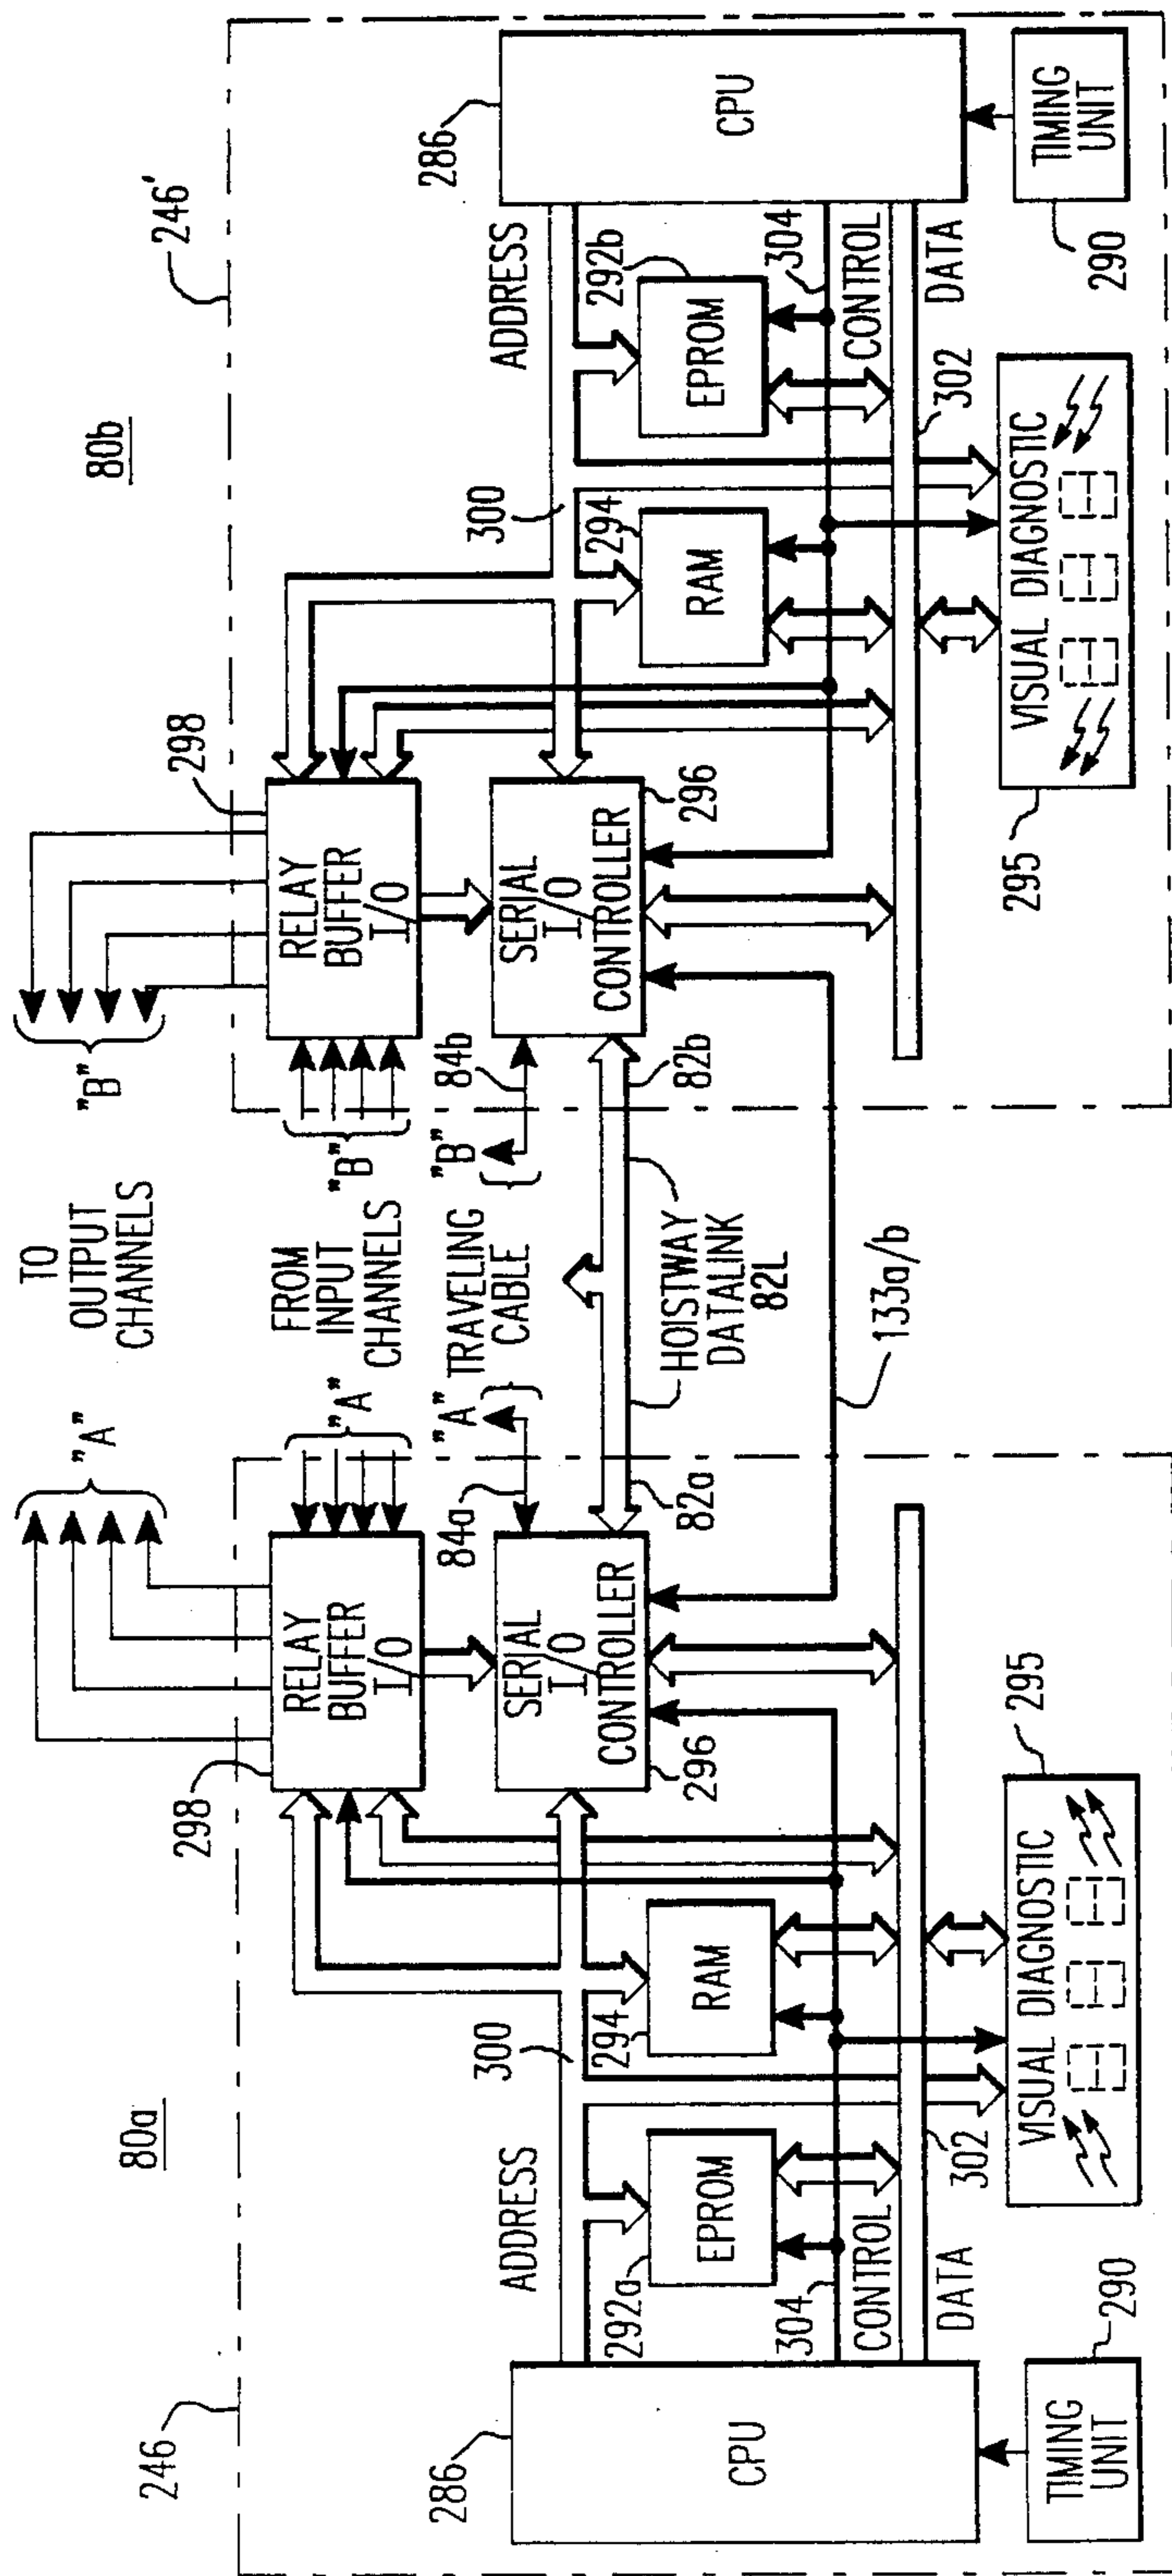 80a
80b
246
246'
TO
OUTPUT
CHANNELS
"A"
"B"
298
298
RELAY
BUFFER
I/O
RELAY
BUFFER
I/O
FROM
INPUT
CHANNELS
"A"
"B"
TRAVELING
CABLE
"A"
"B"
84a
84b
SERIAL
I/O
CONTROLLER
SERIAL
I/O
CONTROLLER
296
296
82a
82b
HOISTWAY
DATALINK
82L
133a/b
286
CPU
ADDRESS
300
292a
EPROM
294
RAM
304
CONTROL
DATA
302
295
VISUAL DIAGNOSTIC
290
TIMING
UNIT
286
CPU
ADDRESS
300
292b
EPROM
294
RAM
304
CONTROL
DATA
302
295
VISUAL DIAGNOSTIC
290
TIMING
UNIT